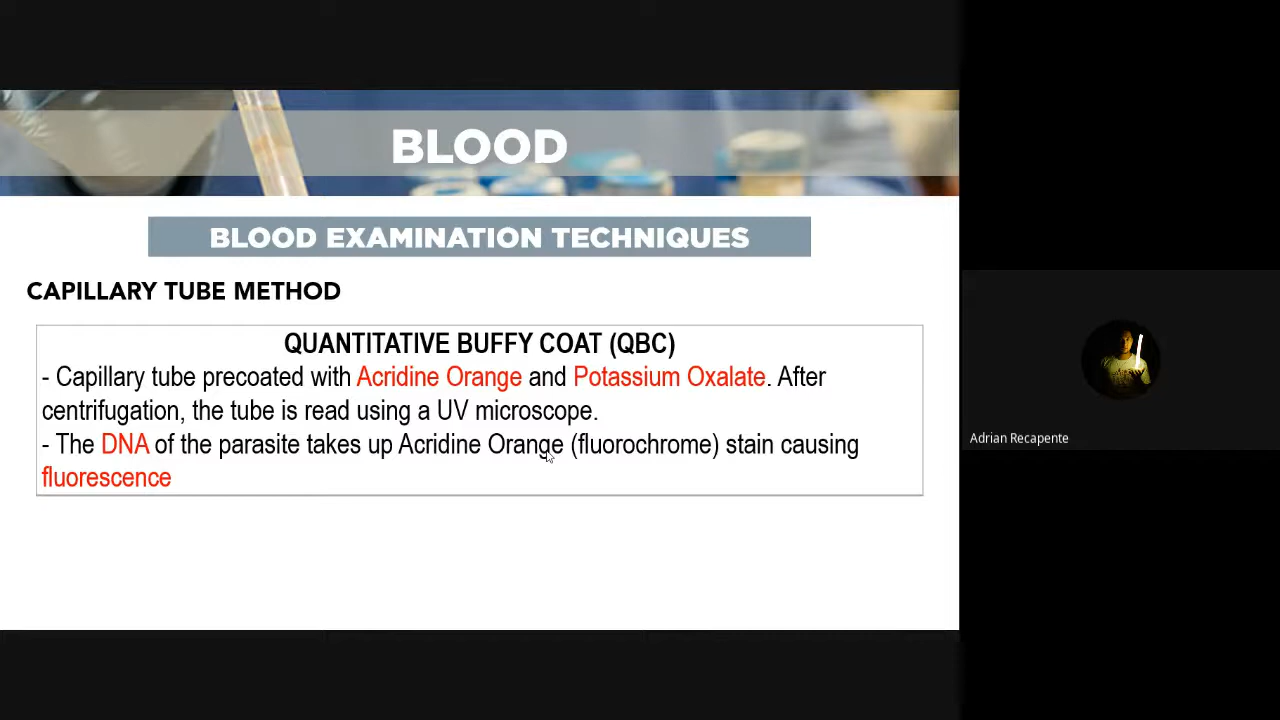 BLOOD
BLOOD EXAMINATION TECHNIQUES
CAPILLARY TUBE METHOD
QUANTITATIVE BUFFY COAT (QBC)
- Capillary tube precoated with Acridine Orange and Potassium Oxalate. After
centrifugation, the tube is read using a UV microscope.
- The DNA of the parasite takes up Acridine Orange (fluorochrome) stain causing
fluorescence
Adrian Recapente